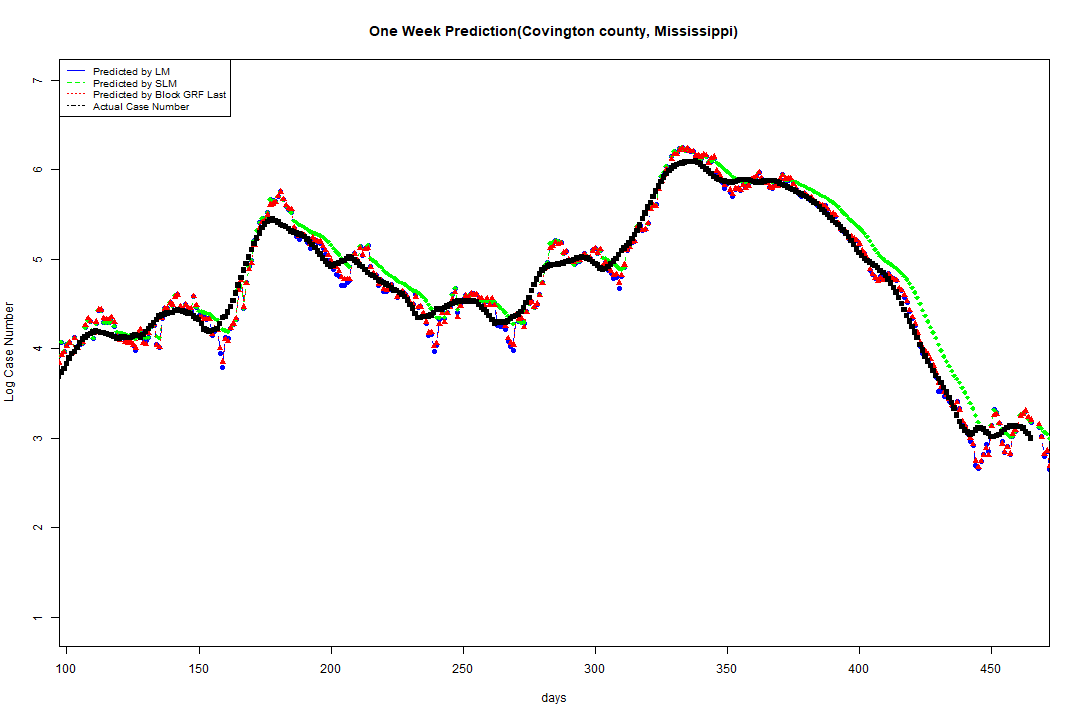 One Week Prediction(Covington county, Mississippi)
Predicted by LM
Predicted by SLM
Predicted by Block GRF Last
Actual Case Number
7
6
5
4
3
2
1
Log Case Number
100 150 200 250 300 350 400 450
days